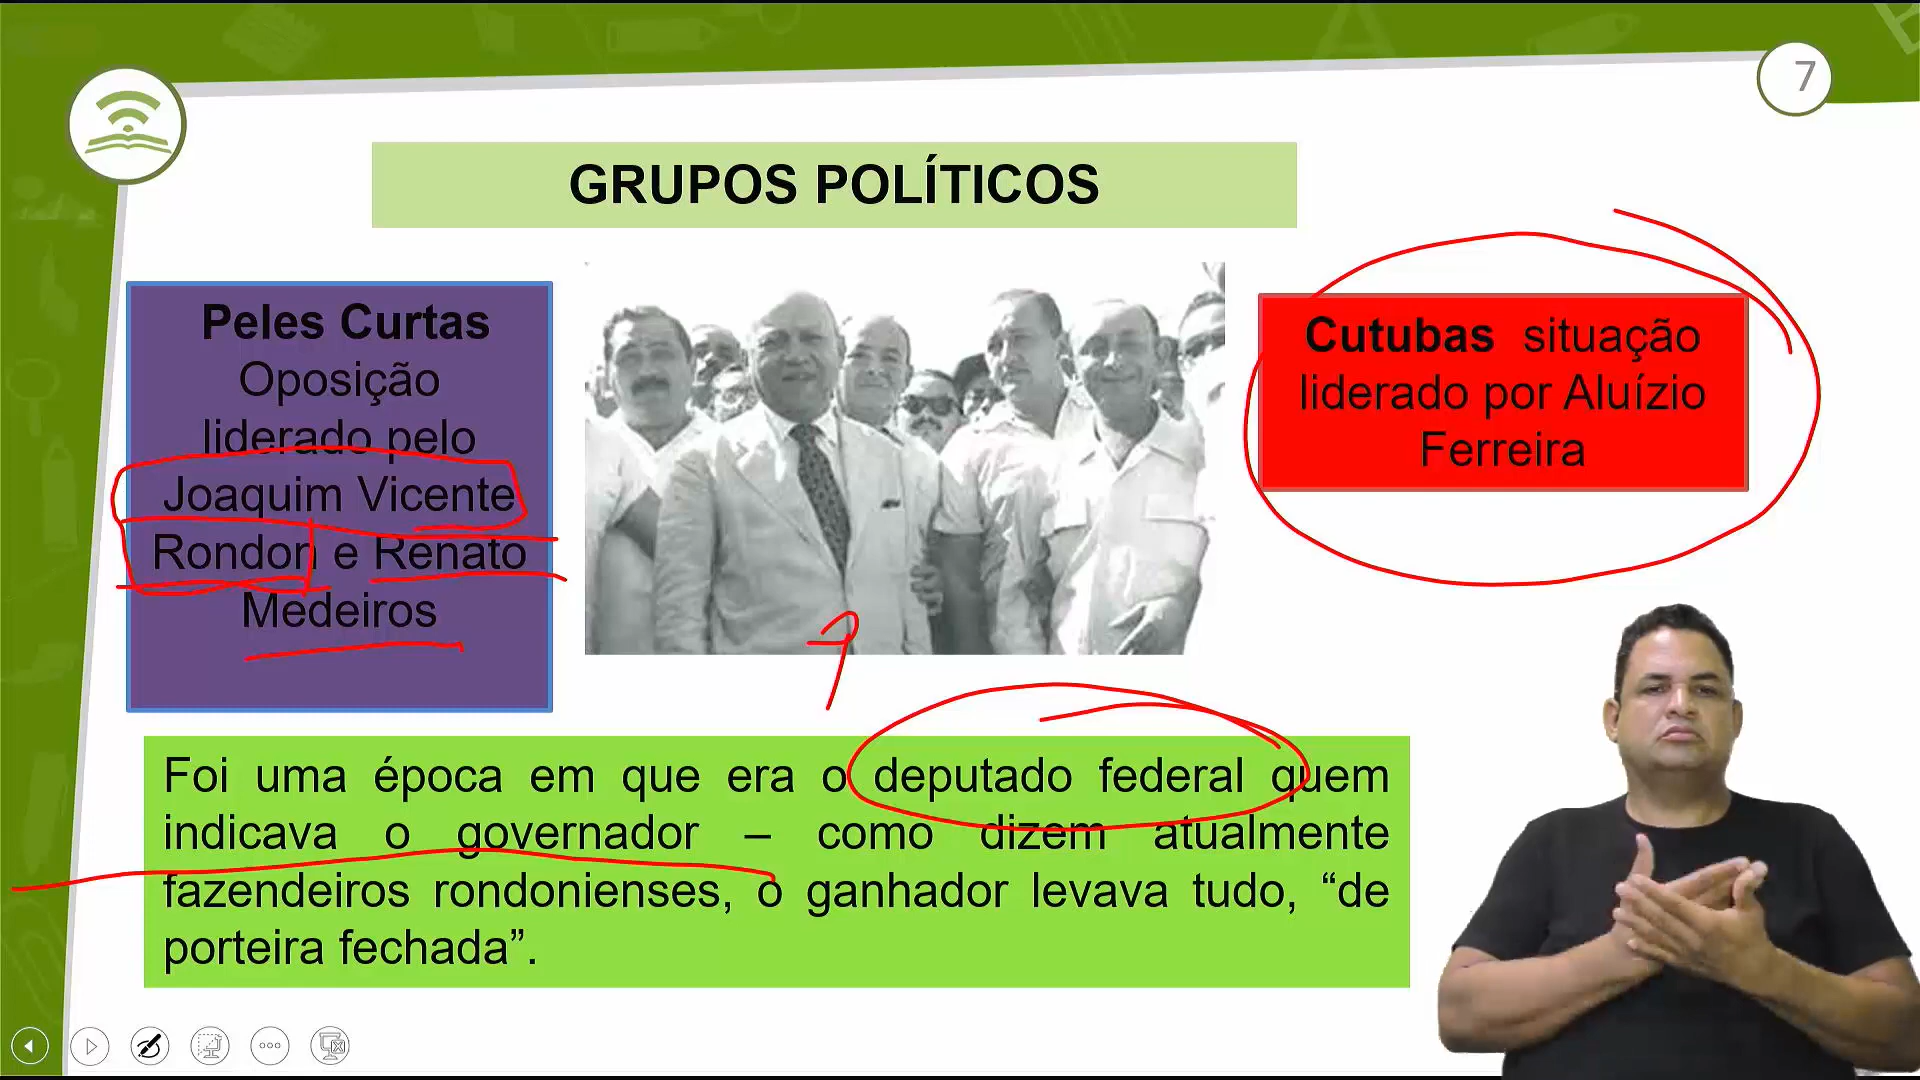 7
GRUPOS POLÍTICOS
Peles Curtas
Oposição
liderado pelo
Joaquim Vicente
Rondon e Renato
Medeiros
Cutubas situação
liderado por Aluízio
Ferreira
Foi uma época em que era o deputado federal quem
indicava o governador – como dizem atualmente
fazendeiros rondonienses, o ganhador levava tudo, “de
porteira fechada”.